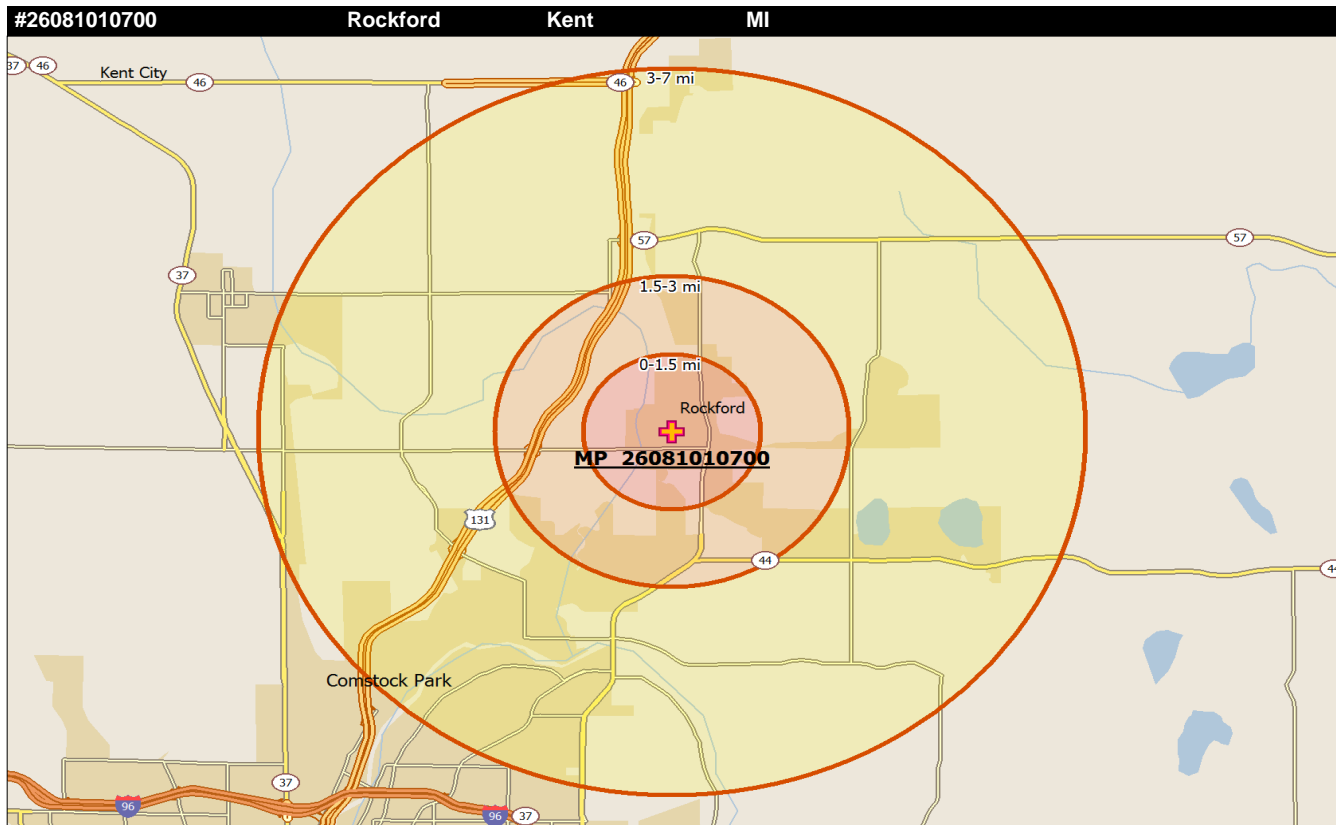 #26081010700 Rockford Kent MI
37 46
Kent City
46
46
3-7 mi
57
57
37
1.5-3 mi
0-1.5 mi
Rockford
MP 26081010700
131
44
44
Comstock Park
37
96
96
37